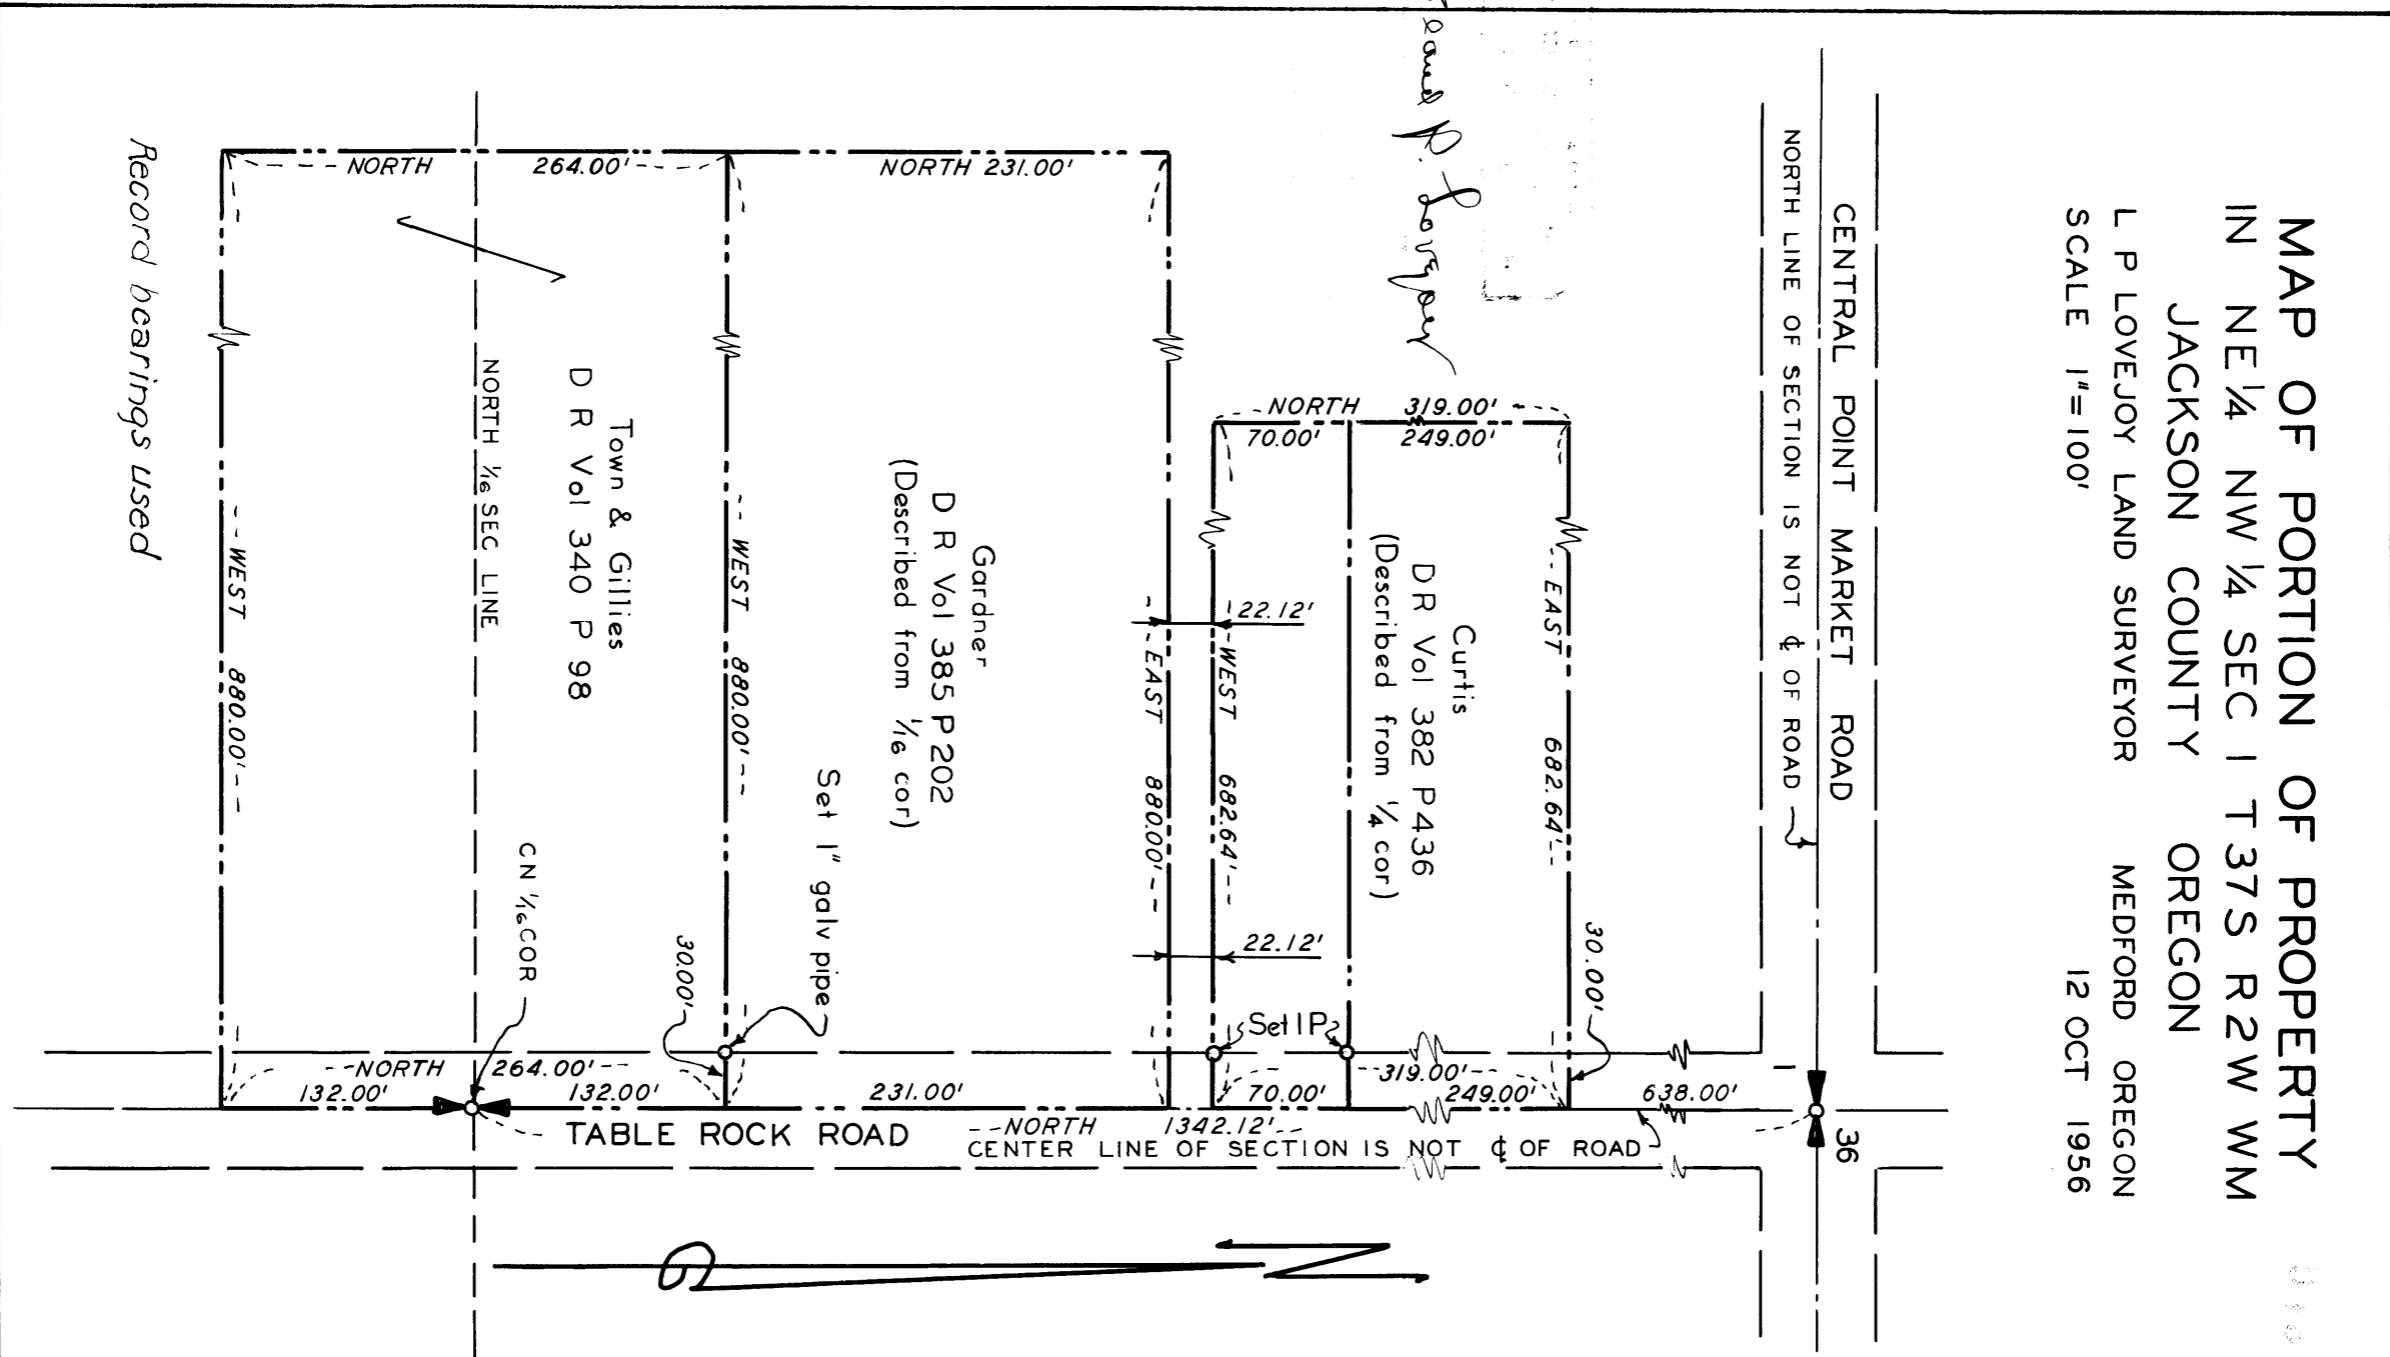 MAP OF PORTION OF PROPERTY
IN NE 1/4 NW 1/4 SEC 1 T37S R2W WM
JACKSON COUNTY OREGON
L P LOVEJOY LAND SURVEYOR MEDFORD OREGON
SCALE 1"=100' 12 OCT 1956
CENTRAL POINT MARKET ROAD
NORTH LINE OF SECTION IS NOT ℄ OF ROAD
36
1
638.00'
30.00'
--EAST 682.64'--
--NORTH 319.00'--
70.00' 249.00'
Curtis
D R Vol 382 P 436
(Described from 1/4 cor)
Set IP
--319.00'--
70.00' 249.00'
--WEST 682.64'--
22.12'
22.12'
--EAST 880.00'--
NORTH 231.00'
Gardner
D R Vol 385 P 202
(Described from 1/16 cor)
Set 1" galv pipe
231.00'
30.00'
--WEST 880.00'--
---NORTH 264.00'---
Town & Gillies
D R Vol 340 P 98
NORTH 1/16 SEC LINE
CN 1/16 COR
--NORTH 264.00'--
132.00' 132.00'
--WEST 880.00'--
TABLE ROCK ROAD
--NORTH 1342.12'--
CENTER LINE OF SECTION IS NOT ℄ OF ROAD
Record bearings used
P. Lovejoy
N